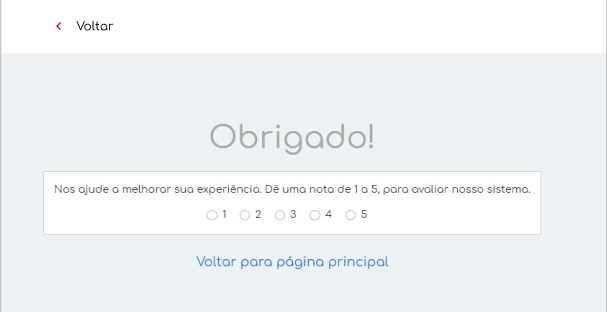 Voltar
Obrigado!
Nos ajude a melhorar sua experiência. Dê uma nota de 1 a 5, para avaliar nosso sistema.
1 2 3 4 5
Voltar para página principal